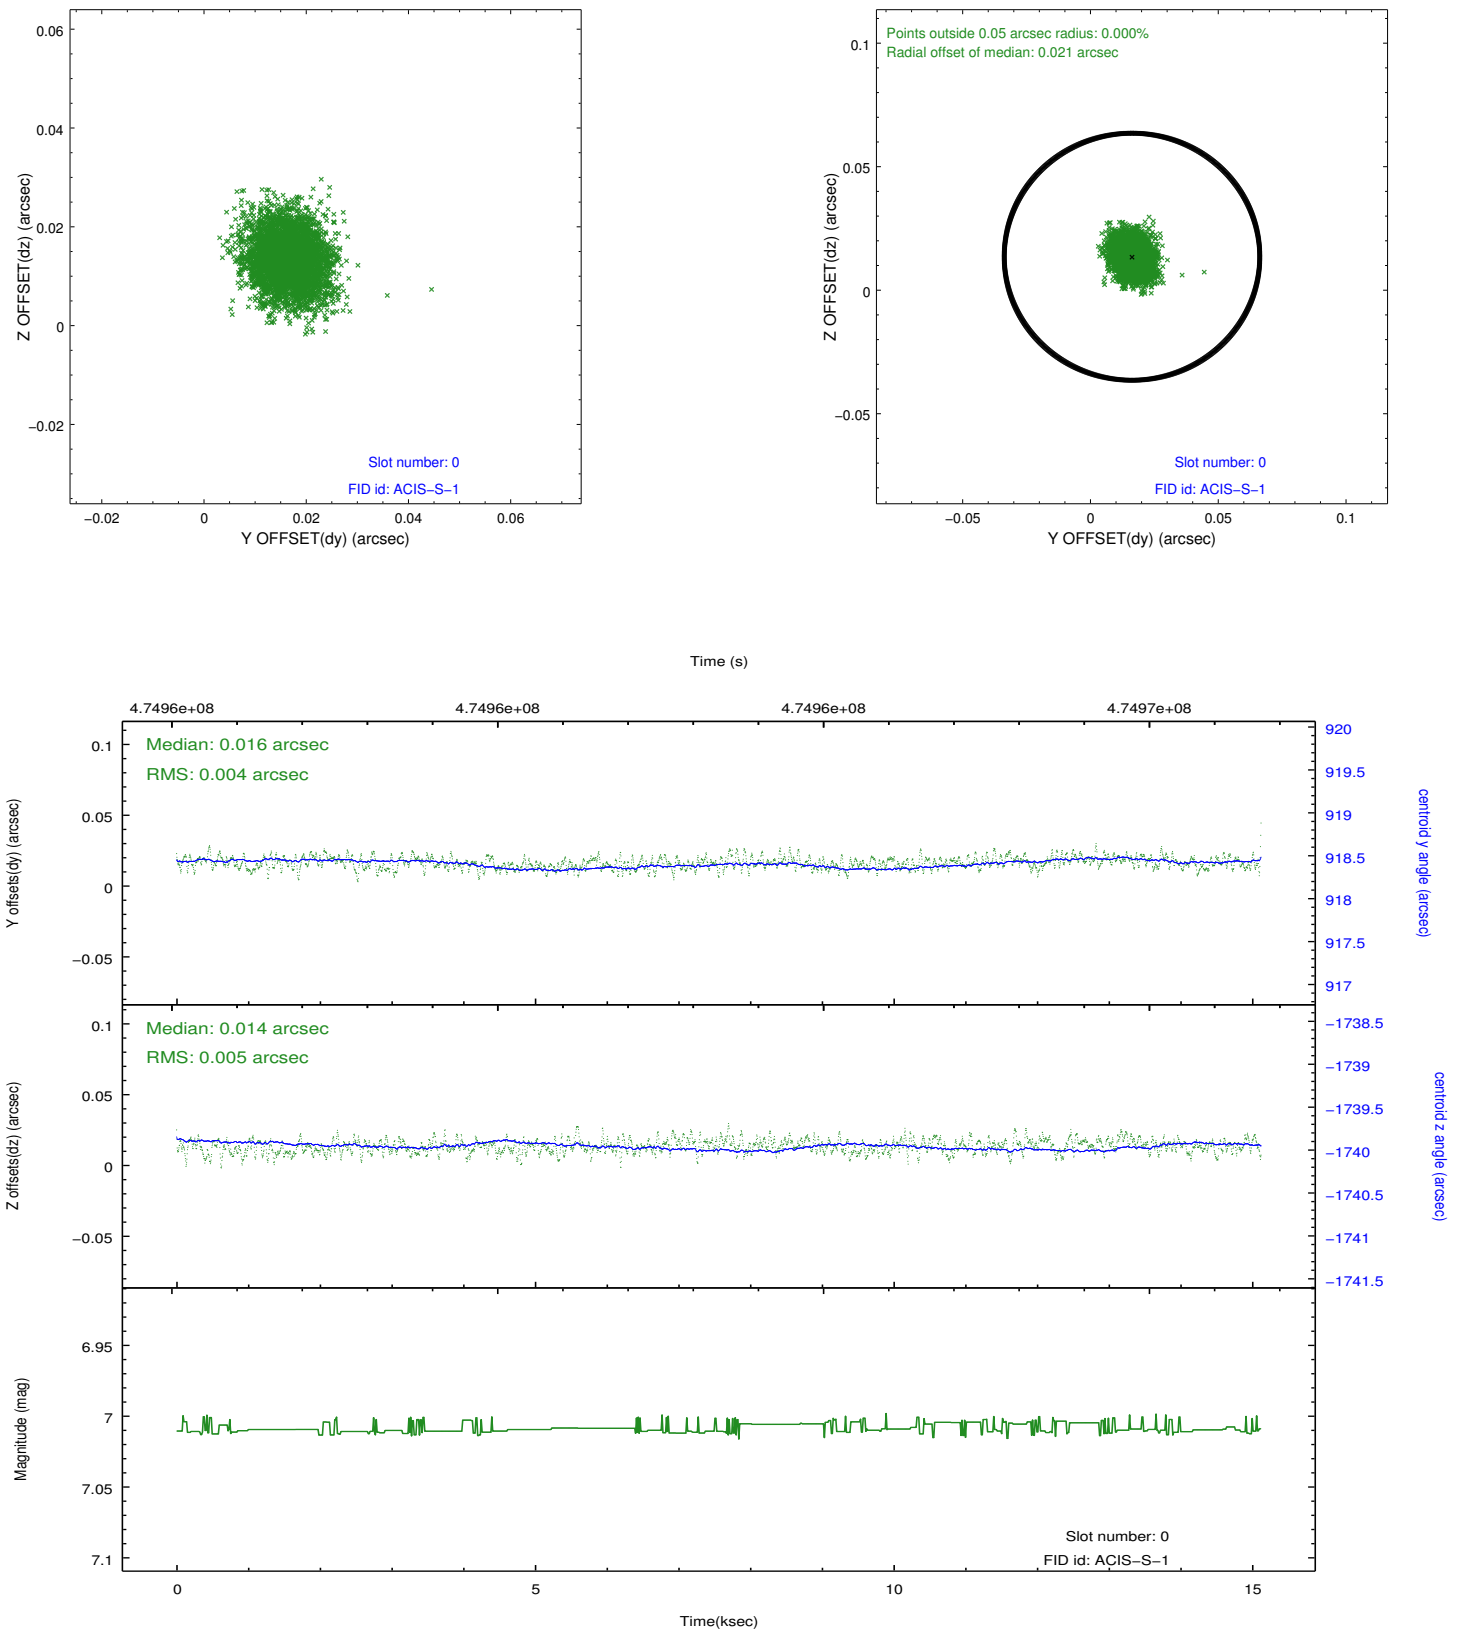 0.06
0.04
0.02
0
−0.02
Z OFFSET(dz) (arcsec)
Slot number: 0
FID id: ACIS−S−1
−0.02
0
0.02
0.04
0.06
Y OFFSET(dy) (arcsec)
Points outside 0.05 arcsec radius: 0.000%
Radial offset of median: 0.021 arcsec
0.1
0.05
0
−0.05
Z OFFSET(dz) (arcsec)
Slot number: 0
FID id: ACIS−S−1
−0.05
0
0.05
0.1
Y OFFSET(dy) (arcsec)
Time (s)
4.7496e+08
4.7496e+08
4.7496e+08
4.7497e+08
Median: 0.016 arcsec
RMS: 0.004 arcsec
0.1
0.05
0
−0.05
Y offsets(dy) (arcsec)
920
919.5
919
918.5
918
917.5
917
centroid y angle (arcsec)
Median: 0.014 arcsec
RMS: 0.005 arcsec
0.1
0.05
0
−0.05
Z offsets(dz) (arcsec)
−1738.5
−1739
−1739.5
−1740
−1740.5
−1741
−1741.5
centroid z angle (arcsec)
6.95
7
7.05
7.1
Magnitude (mag)
Slot number: 0
FID id: ACIS−S−1
0
5
10
15
Time(ksec)